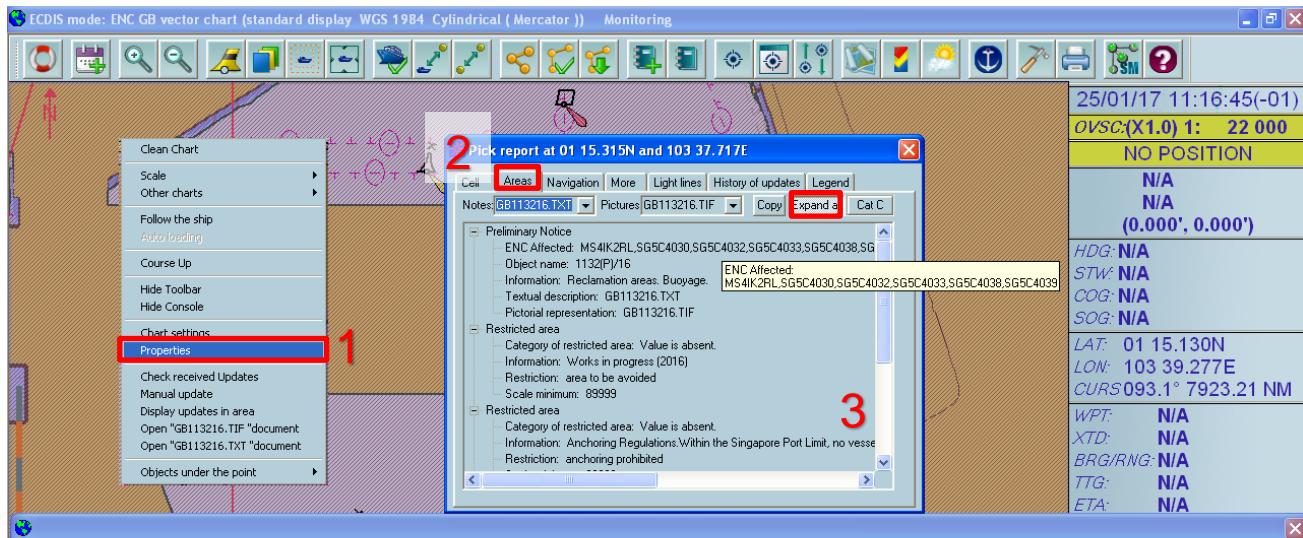 ECDIS mode: ENC GB vector chart (standard display WGS 1984 Cylindrical ( Mercator )) Monitoring
SM
N
Clean Chart
Scale
Other charts
Follow the ship
Auto loading
Course Up
Hide Toolbar
Hide Console
Chart settings
Properties
1
Check received Updates
Manual update
Display updates in area
Open "GB113216.TIF "document
Open "GB113216.TXT "document
Objects under the point
2
Pick report at 01 15.315N and 103 37.717E
Cell Areas Navigation More Light lines History of updates Legend
Notes: GB113216.TXT Pictures GB113216.TIF Copy Expand a Cat C
Preliminary Notice
ENC Affected: MS4IK2RL,SG5C4030,SG5C4032,SG5C4033,SG5C4038,SG
Object name: 1132(P)/16
Information: Reclamation areas. Buoyage.
Textual description: GB113216.TXT
Pictorial representation: GB113216.TIF
ENC Affected:
MS4IK2RL,SG5C4030,SG5C4032,SG5C4033,SG5C4038,SG5C4039
Restricted area
Category of restricted area: Value is absent.
Information: Works in progress (2016)
Restriction: area to be avoided
Scale minimum: 89999
Restricted area
Category of restricted area: Value is absent.
Information: Anchoring Regulations.Within the Singapore Port Limit, no vesse
Restriction: anchoring prohibited
3
25/01/17 11:16:45(-01)
OVSC:(X1.0) 1: 22 000
NO POSITION
N/A
N/A
(0.000', 0.000')
HDG: N/A
STW: N/A
COG: N/A
SOG: N/A
LAT: 01 15.130N
LON: 103 39.277E
CURS 093.1° 7923.21 NM
WPT: N/A
XTD: N/A
BRG/RNG: N/A
TTG: N/A
ETA: N/A